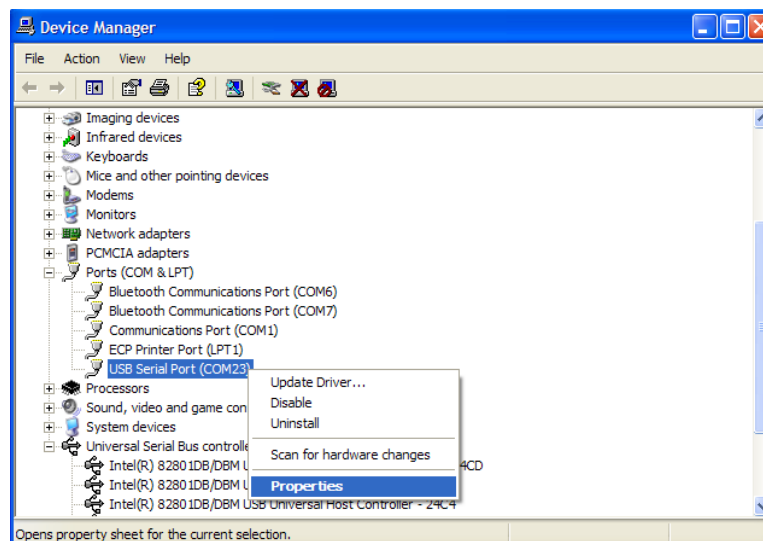 Device Manager
File Action View Help
Imaging devices
Infrared devices
Keyboards
Mice and other pointing devices
Modems
Monitors
Network adapters
PCMCIA adapters
Ports (COM & LPT)
Bluetooth Communications Port (COM6)
Bluetooth Communications Port (COM7)
Communications Port (COM1)
ECP Printer Port (LPT1)
USB Serial Port (COM23)
Update Driver...
Processors
Disable
Sound, video and game con
Uninstall
System devices
Universal Serial Bus controlle
Scan for hardware changes
Intel(R) 82801DB/DBM U 4CD
Intel(R) 82801DB/DBM U
Properties
Intel(R) 82801DB/DBM USB Universal Host Controller - 24C4
Opens property sheet for the current selection.